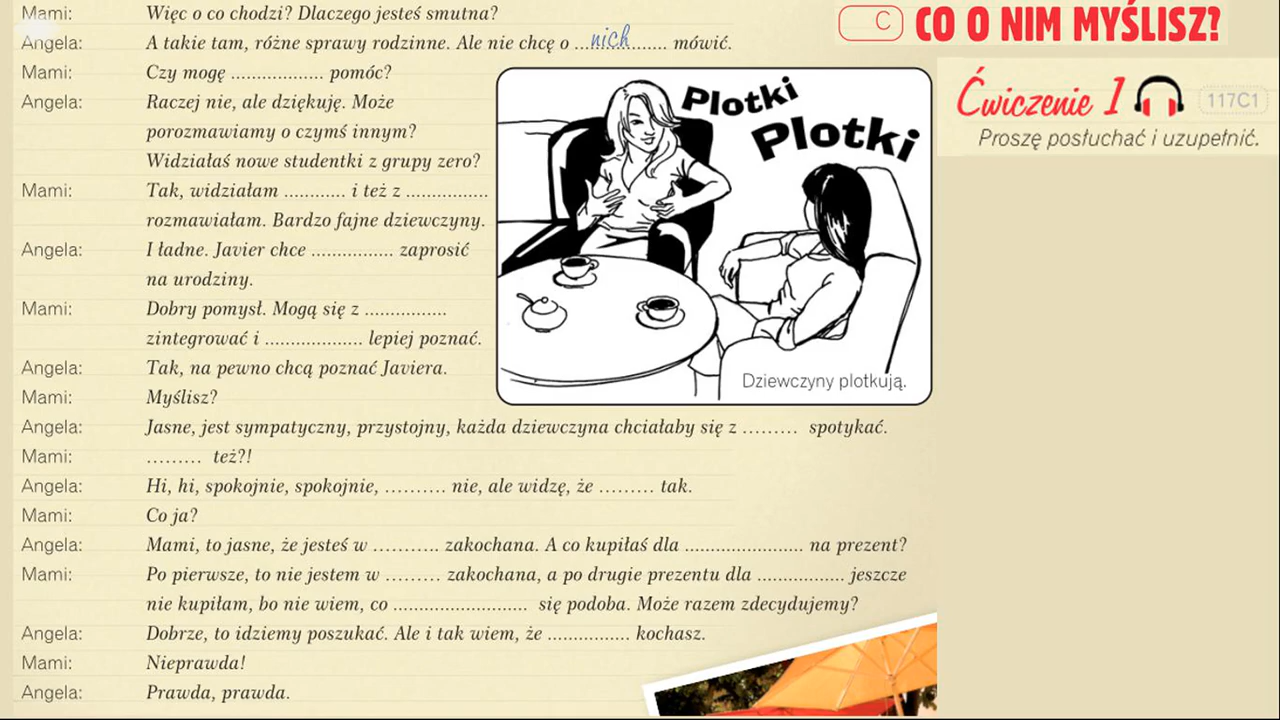 Mami: Więc o co chodzi? Dlaczego jesteś smutna?
Angela: A takie tam, różne sprawy rodzinne. Ale nie chcę o ...nich....... mówić.
Mami: Czy mogę .................. pomóc?
Angela: Raczej nie, ale dziękuję. Może
porozmawiamy o czymś innym?
Widziałaś nowe studentki z grupy zero?
Mami: Tak, widziałam ............ i też z ................
rozmawiałam. Bardzo fajne dziewczyny.
Angela: I ładne. Javier chce ................ zaprosić
na urodziny.
Mami: Dobry pomysł. Mogą się z ................
zintegrować i ................... lepiej poznać.
Angela: Tak, na pewno chcą poznać Javiera.
Mami: Myślisz?
Angela: Jasne, jest sympatyczny, przystojny, każda dziewczyna chciałaby się z ......... spotykać.
Mami: ......... też?!
Angela: Hi, hi, spokojnie, spokojnie, .......... nie, ale widzę, że ......... tak.
Mami: Co ja?
Angela: Mami, to jasne, że jesteś w ........... zakochana. A co kupiłaś dla ....................... na prezent?
Mami: Po pierwsze, to nie jestem w ......... zakochana, a po drugie prezentu dla ................. jeszcze
nie kupiłam, bo nie wiem, co .......................... się podoba. Może razem zdecydujemy?
Angela: Dobrze, to idziemy poszukać. Ale i tak wiem, że ................ kochasz.
Mami: Nieprawda!
Angela: Prawda, prawda.
Plotki
Plotki
Dziewczyny plotkują.
C CO O NIM MYŚLISZ?
Ćwiczenie 1 117C1
Proszę posłuchać i uzupełnić.